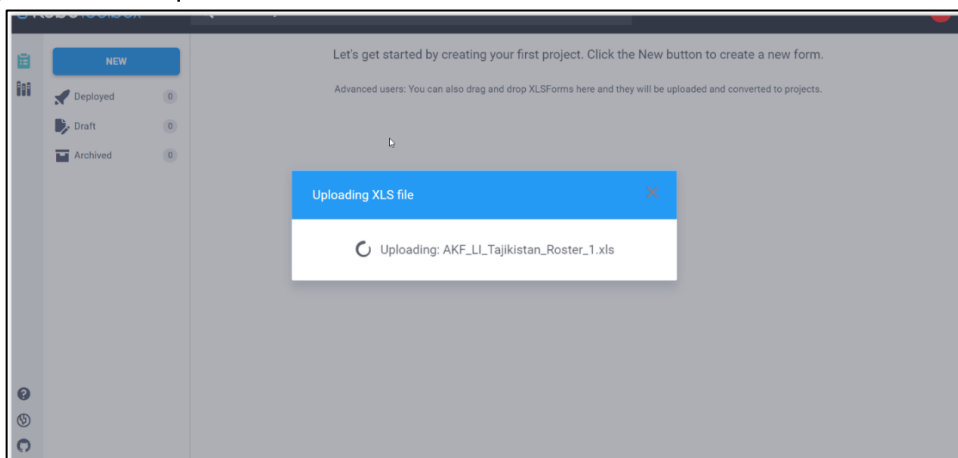 NEW
Let's get started by creating your first project. Click the New button to create a new form.
Advanced users: You can also drag and drop XLSForms here and they will be uploaded and converted to projects.
Deployed 0
Draft 0
Archived 0
Uploading XLS file
Uploading: AKF_LI_Tajikistan_Roster_1.xls